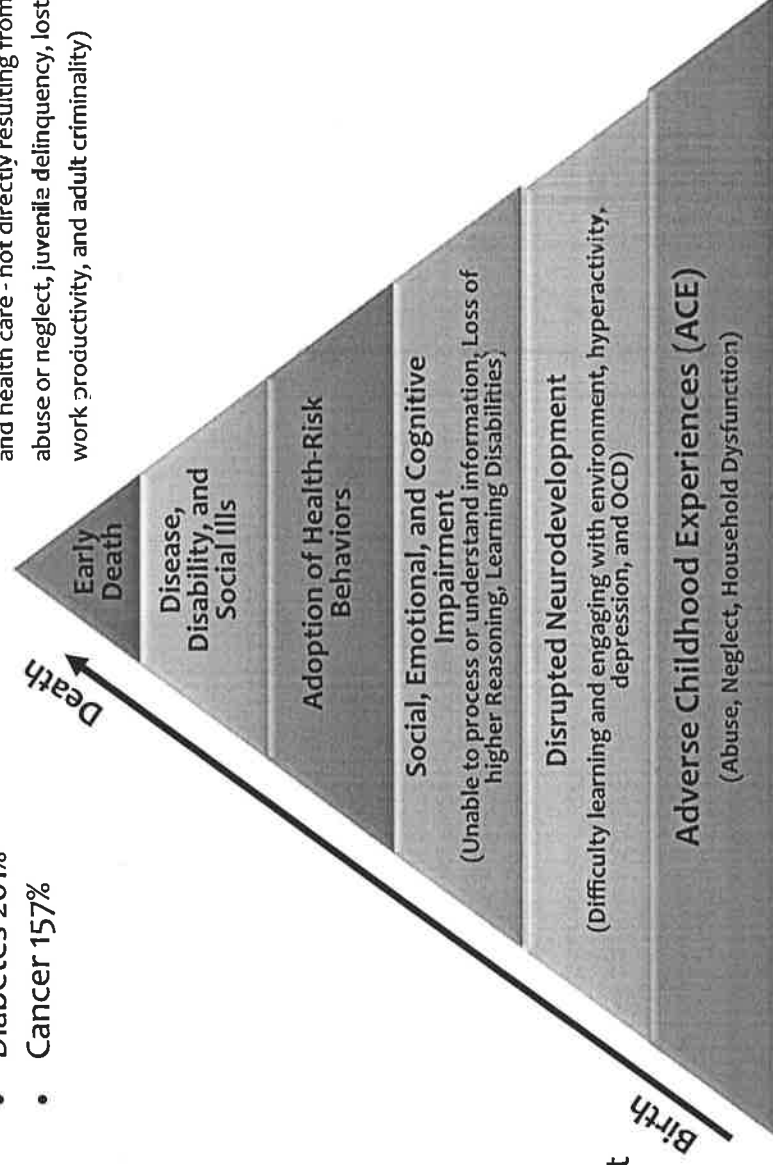 and health care - not directly resulting from
abuse or neglect, juvenile delinquency, lost
work productivity, and adult criminality)
• Diabetes
• Cancer 157%
Death
Birth
Early
Death
Disease,
Disability, and
Social Ills
Adoption of Health-Risk
Behaviors
Social, Emotional, and Cognitive
Impairment
(Unable to process or understand information, Loss of
higher Reasoning, Learning Disabilities)
Disrupted Neurodevelopment
(Difficulty learning and engaging with environment, hyperactivity,
depression, and OCD)
Adverse Childhood Experiences (ACE)
(Abuse, Neglect, Household Dysfunction)